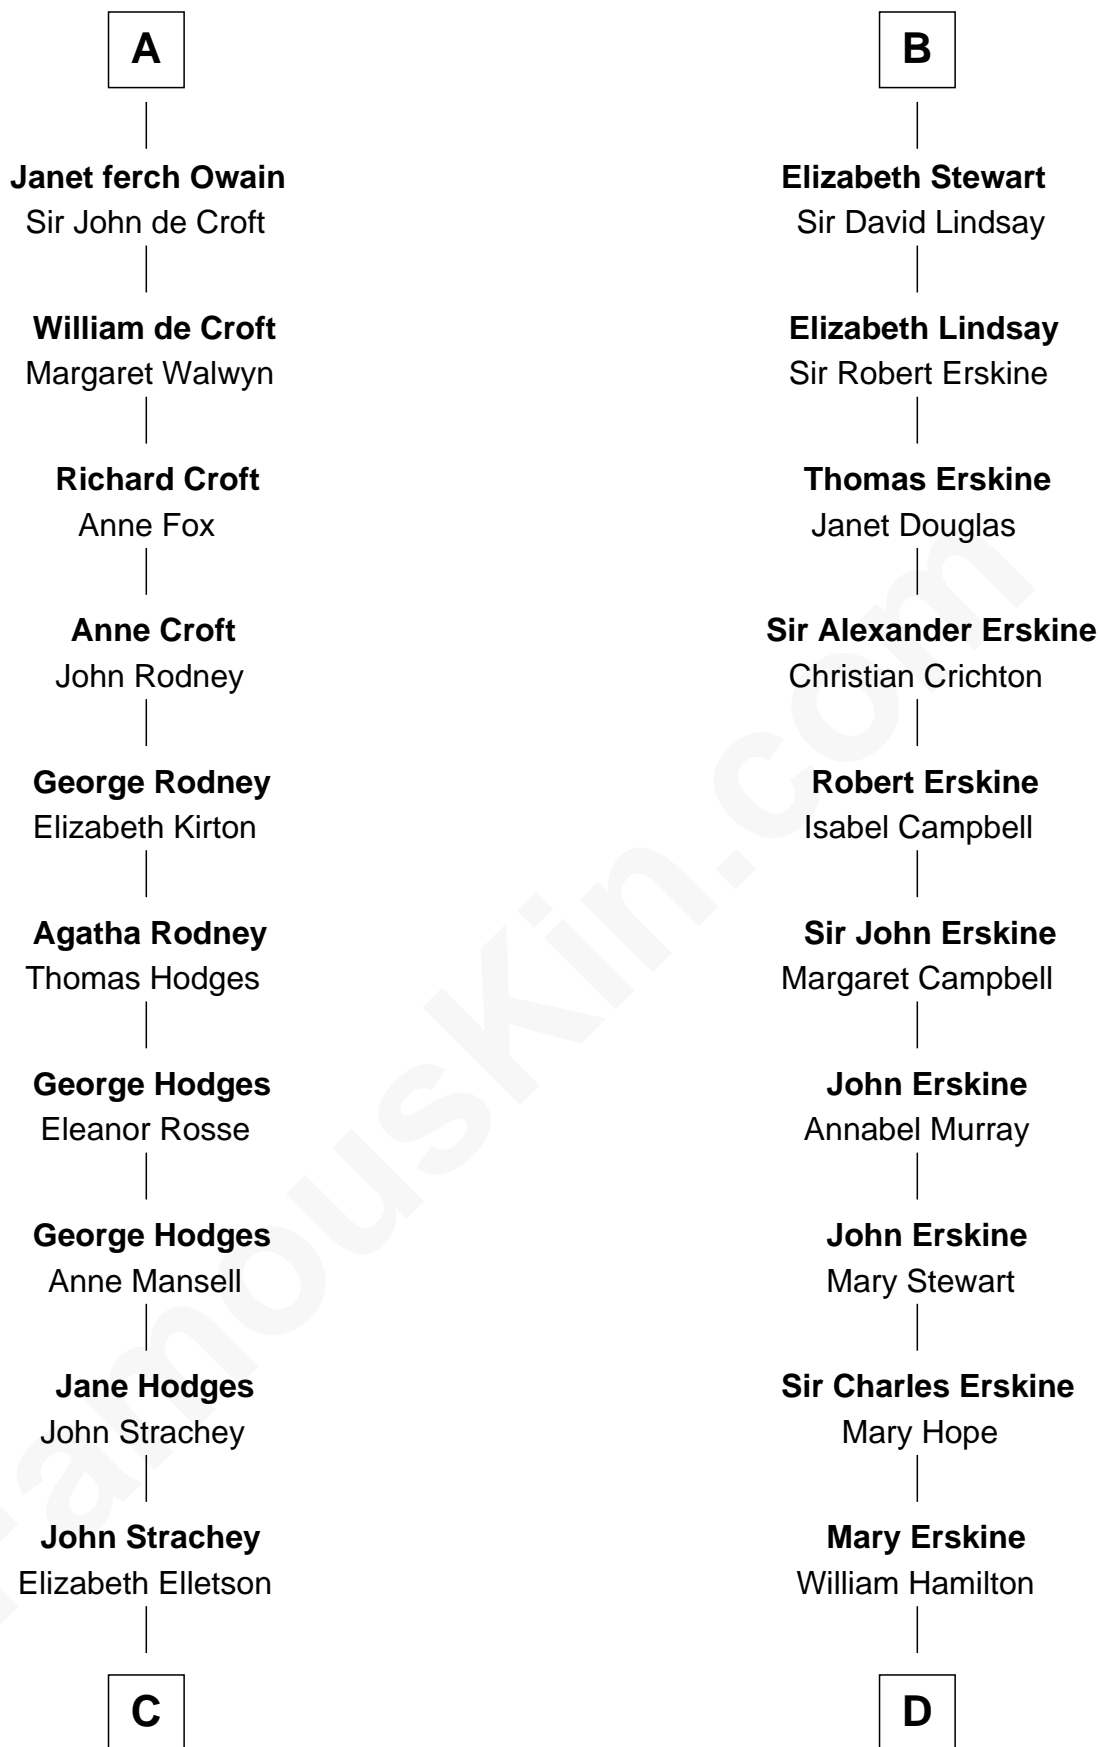 A
Janet ferch Owain
Sir John de Croft
William de Croft
Margaret Walwyn
Richard Croft
Anne Fox
Anne Croft
John Rodney
George Rodney
Elizabeth Kirton
Agatha Rodney
Thomas Hodges
George Hodges
Eleanor Rosse
George Hodges
Anne Mansell
Jane Hodges
John Strachey
John Strachey
Elizabeth Elletson
C
B
Elizabeth Stewart
Sir David Lindsay
Elizabeth Lindsay
Sir Robert Erskine
Thomas Erskine
Janet Douglas
Sir Alexander Erskine
Christian Crichton
Robert Erskine
Isabel Campbell
Sir John Erskine
Margaret Campbell
John Erskine
Annabel Murray
John Erskine
Mary Stewart
Sir Charles Erskine
Mary Hope
Mary Erskine
William Hamilton
D
FamousKin.com